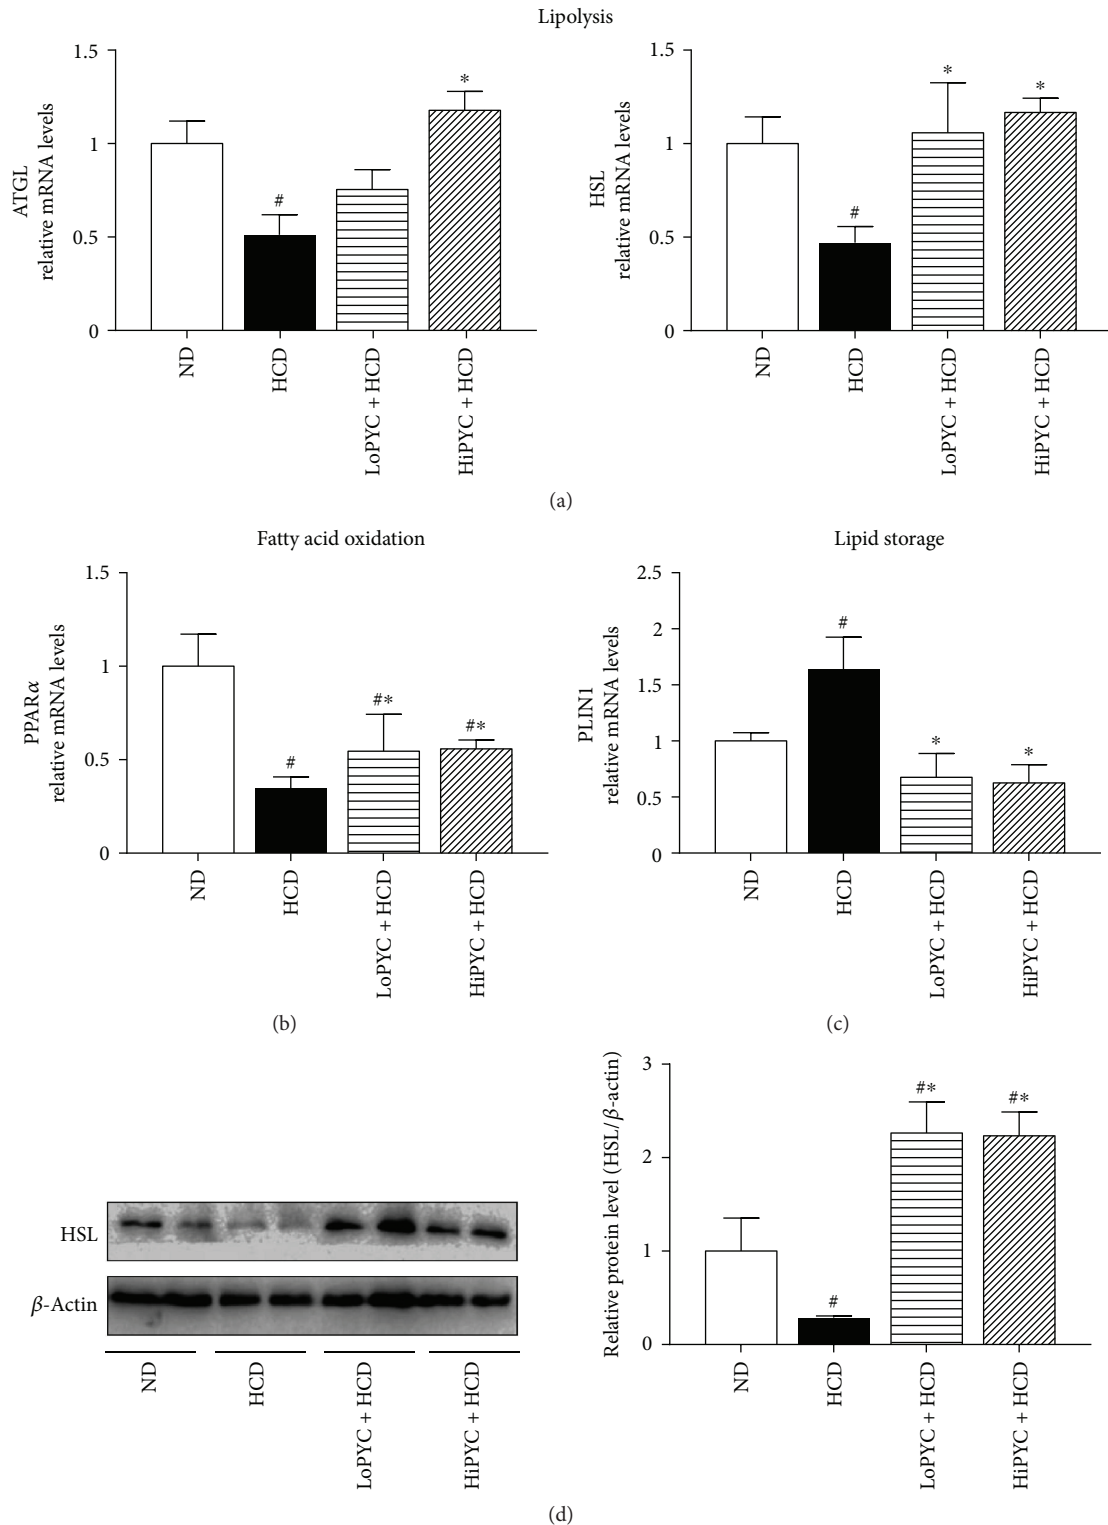 Lipolysis
ATGL
relative mRNA levels
1.5
1
0.5
0
#
*
ND
HCD
LoPYC + HCD
HiPYC + HCD
HSL
relative mRNA levels
1.5
1
0.5
0
#
*
*
ND
HCD
LoPYC + HCD
HiPYC + HCD
(a)
Fatty acid oxidation
PPARα
relative mRNA levels
1.5
1
0.5
0
#
#*
#*
ND
HCD
LoPYC + HCD
HiPYC + HCD
(b)
Lipid storage
PLIN1
relative mRNA levels
2.5
2
1.5
1
0.5
0
#
*
*
ND
HCD
LoPYC + HCD
HiPYC + HCD
(c)
HSL
β-Actin
ND
HCD
LoPYC + HCD
HiPYC + HCD
Relative protein level (HSL/β-actin)
3
2
1
0
#
#*
#*
ND
HCD
LoPYC + HCD
HiPYC + HCD
(d)